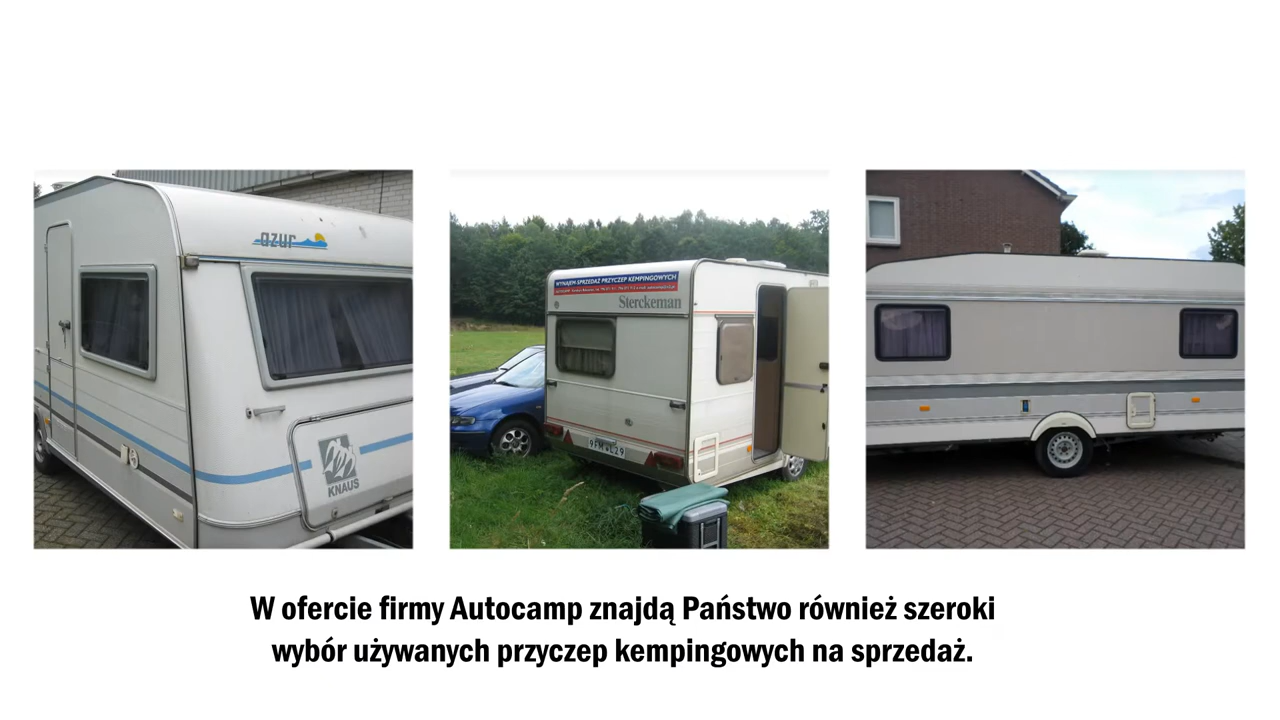 azur
KNAUS
WYNAJEM-SPRZEDAŻ PRZYCZEP KEMPINGOWYCH
Sterckeman
W ofercie firmy Autocamp znajdą Państwo również szeroki
wybór używanych przyczep kempingowych na sprzedaż.